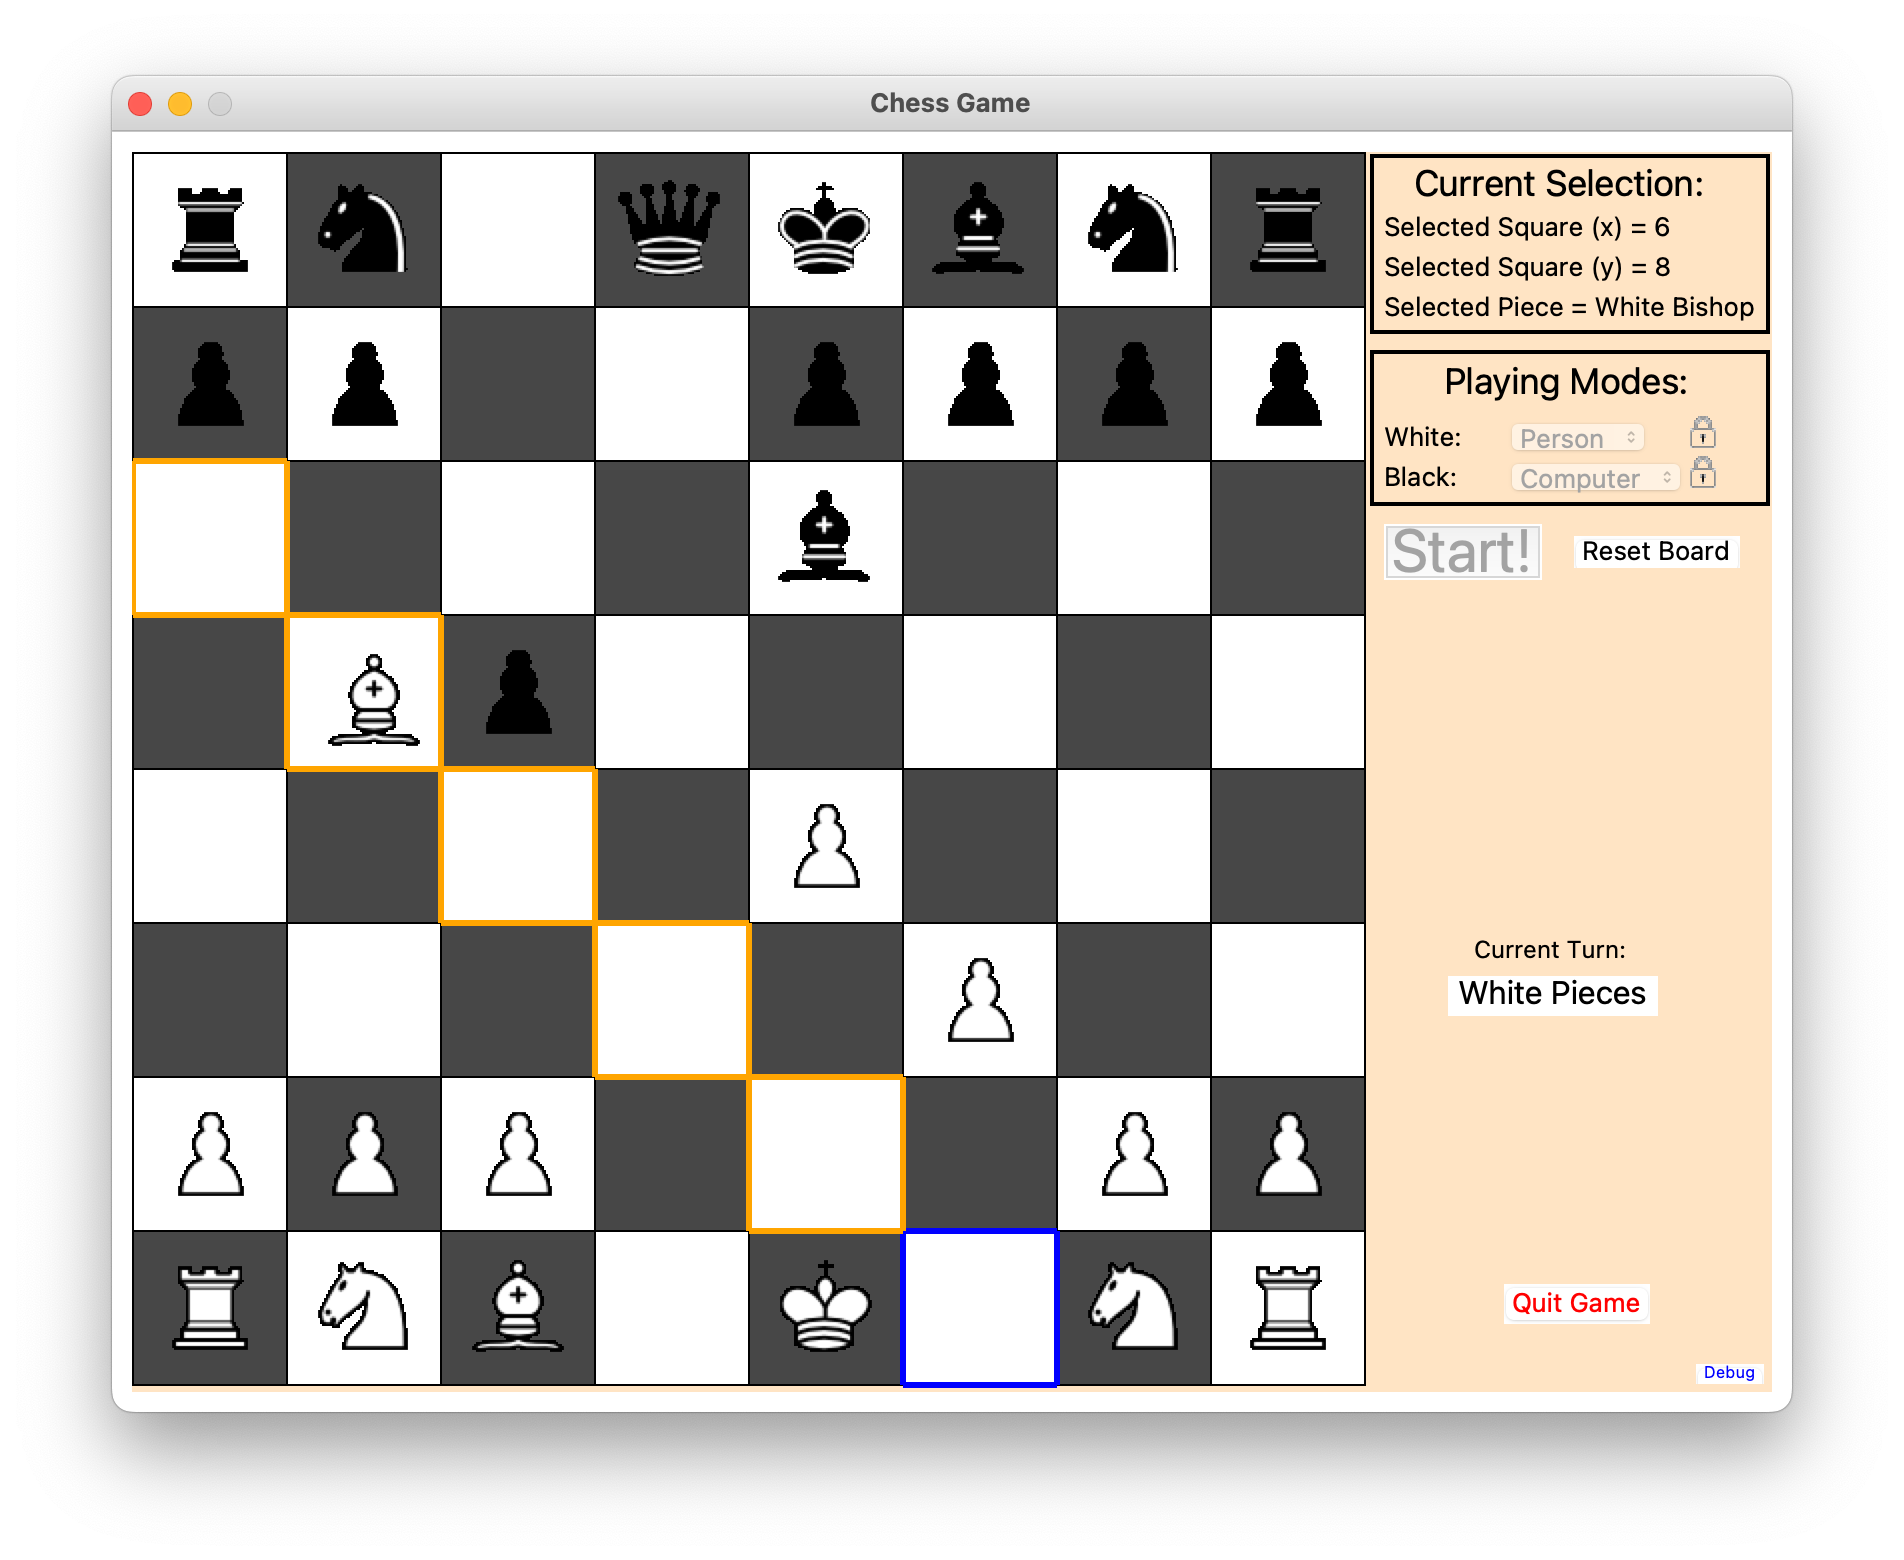 Chess Game
Current Selection:
Selected Square (x) = 6
Selected Square (y) = 8
Selected Piece = White Bishop
Playing Modes:
White: Person
Black: Computer
Start! Reset Board
Current Turn:
White Pieces
Quit Game
Debug